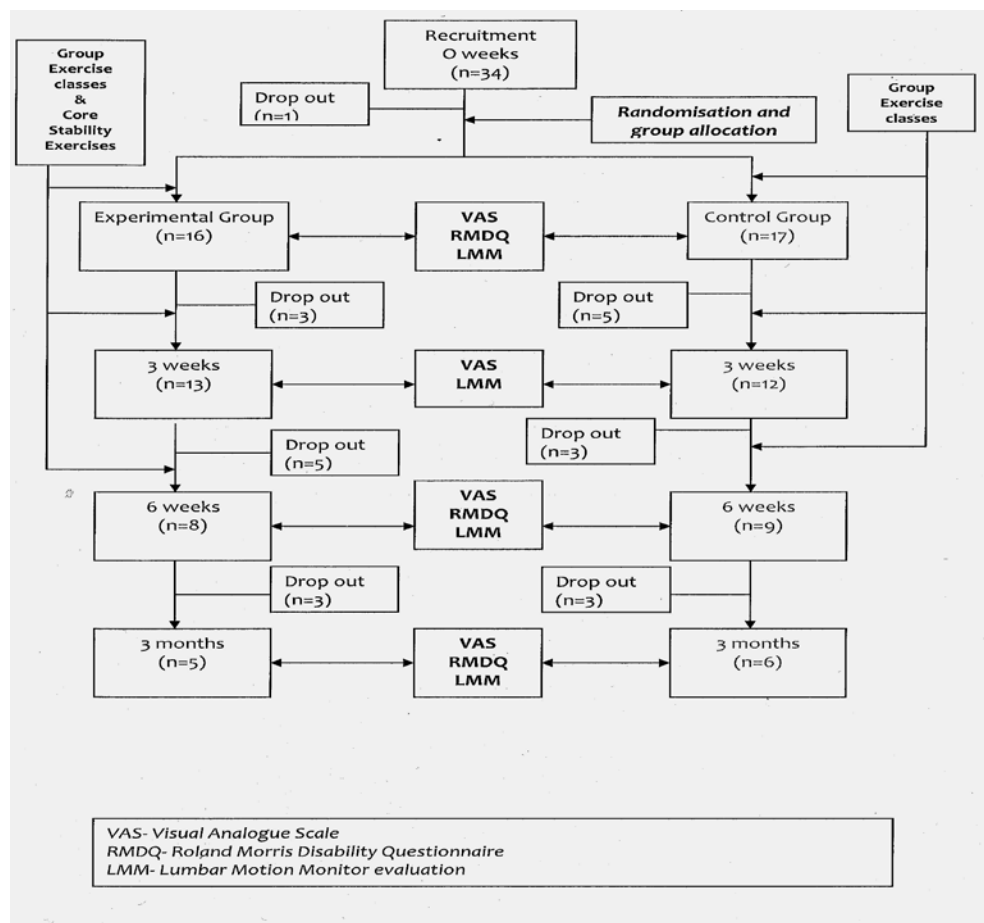 Recruitment
O weeks
(n=34)
Group
Exercise
classes
&
Core
Stability
Exercises
Group
Exercise
classes
Drop out
(n=1)
Randomisation and
group allocation
Experimental Group
(n=16)
VAS
RMDQ
LMM
Control Group
(n=17)
Drop out
(n=3)
Drop out
(n=5)
3 weeks
(n=13)
VAS
LMM
3 weeks
(n=12)
Drop out
(n=5)
Drop out
(n=3)
6 weeks
(n=8)
VAS
RMDQ
LMM
6 weeks
(n=9)
Drop out
(n=3)
Drop out
(n=3)
3 months
(n=5)
VAS
RMDQ
LMM
3 months
(n=6)
VAS- Visual Analogue Scale
RMDQ- Roland Morris Disability Questionnaire
LMM- Lumbar Motion Monitor evaluation